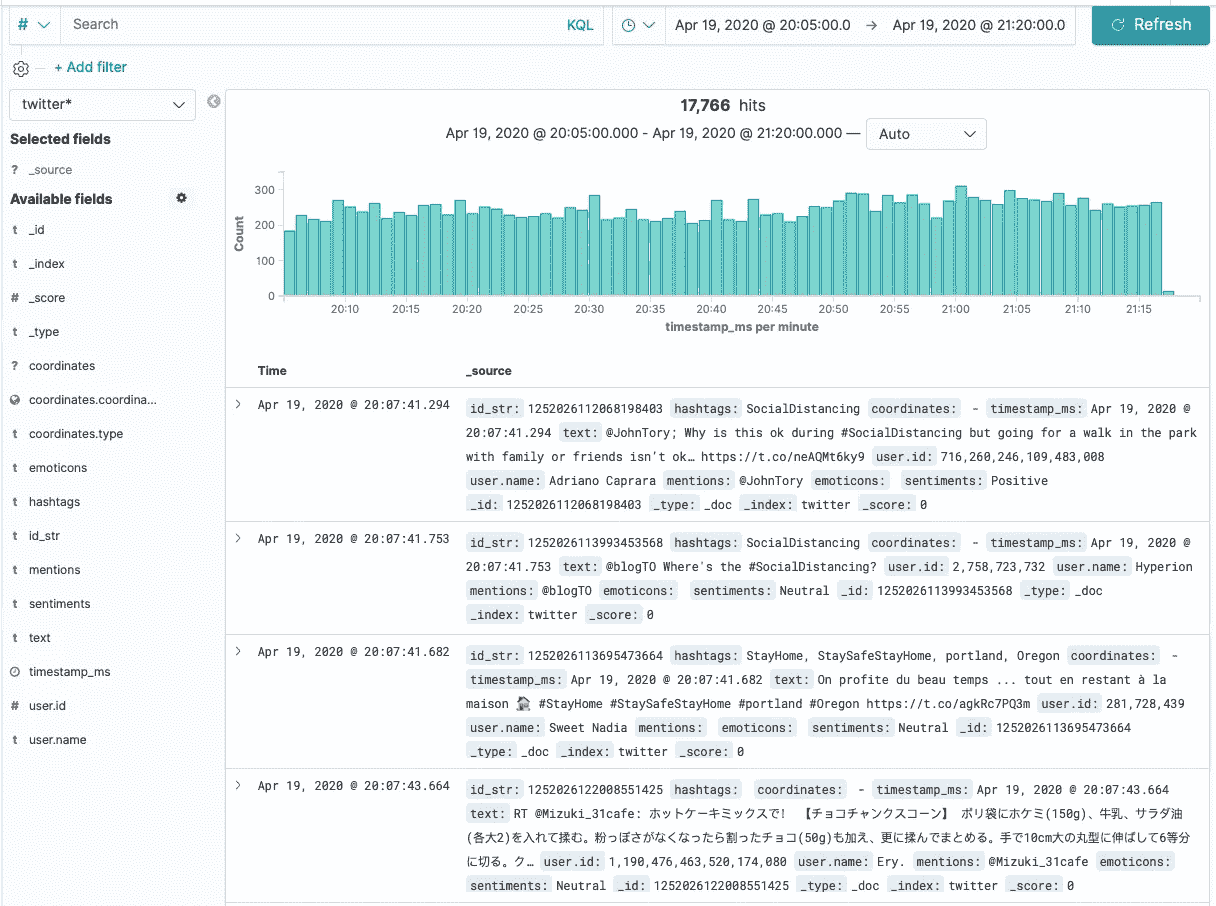 # Search KQL Apr 19, 2020 @ 20:05:00.0 → Apr 19, 2020 @ 21:20:00.0 Refresh
+ Add filter
twitter*
Selected fields
? _source
Available fields
t _id
t _index
# _score
t _type
? coordinates
coordinates.coordina...
t coordinates.type
t emoticons
t hashtags
t id_str
t mentions
t sentiments
t text
timestamp_ms
# user.id
t user.name
17,766 hits
Apr 19, 2020 @ 20:05:00.000 - Apr 19, 2020 @ 21:20:00.000 — Auto
Count
300
200
100
0
20:10 20:15 20:20 20:25 20:30 20:35 20:40 20:45 20:50 20:55 21:00 21:05 21:10 21:15
timestamp_ms per minute
Time _source
Apr 19, 2020 @ 20:07:41.294 id_str: 1252026112068198403 hashtags: SocialDistancing coordinates: - timestamp_ms: Apr 19, 2020 @
20:07:41.294 text: @JohnTory; Why is this ok during #SocialDistancing but going for a walk in the park
with family or friends isn't ok… https://t.co/neAQMt6ky9 user.id: 716,260,246,109,483,008
user.name: Adriano Caprara mentions: @JohnTory emoticons: sentiments: Positive
_id: 1252026112068198403 _type: _doc _index: twitter _score: 0
Apr 19, 2020 @ 20:07:41.753 id_str: 1252026113993453568 hashtags: SocialDistancing coordinates: - timestamp_ms: Apr 19, 2020 @
20:07:41.753 text: @blogTO Where's the #SocialDistancing? user.id: 2,758,723,732 user.name: Hyperion
mentions: @blogTO emoticons: sentiments: Neutral _id: 1252026113993453568 _type: _doc
_index: twitter _score: 0
Apr 19, 2020 @ 20:07:41.682 id_str: 1252026113695473664 hashtags: StayHome, StaySafeStayHome, portland, Oregon coordinates: -
timestamp_ms: Apr 19, 2020 @ 20:07:41.682 text: On profite du beau temps ... tout en restant à la
maison 🏠 #StayHome #StaySafeStayHome #portland #Oregon https://t.co/agkRc7PQ3m user.id: 281,728,439
user.name: Sweet Nadia mentions: emoticons: sentiments: Neutral _id: 1252026113695473664
_type: _doc _index: twitter _score: 0
Apr 19, 2020 @ 20:07:43.664 id_str: 1252026122008551425 hashtags: coordinates: - timestamp_ms: Apr 19, 2020 @ 20:07:43.664
text: RT @Mizuki_31cafe: ホットケーキミックスで! 【チョコチャンクスコーン】 ポリ袋にホケミ(150g)、牛乳、サラダ油
(各大2)を入れて揉む。粉っぽさがなくなったら割ったチョコ(50g)も加え、更に揉んでまとめる。手で10cm大の丸型に伸ばして6等分
に切る。ク… user.id: 1,190,476,463,520,174,080 user.name: Ery. mentions: @Mizuki_31cafe emoticons:
sentiments: Neutral _id: 1252026122008551425 _type: _doc _index: twitter _score: 0